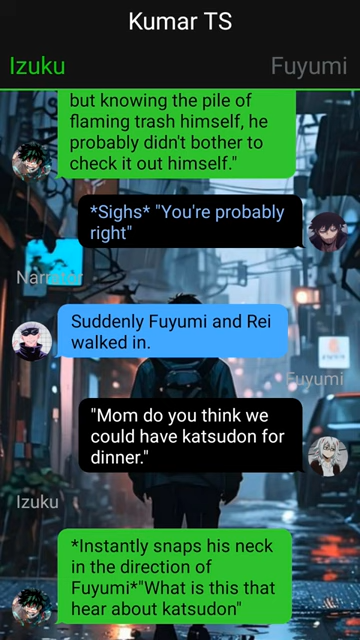 Kumar TS
Izuku Fuyumi
but knowing the pile of
flaming trash himself, he
probably didn't bother to
check it out himself."
*Sighs* "You're probably
right"
Narrator
Suddenly Fuyumi and Rei
walked in.
Fuyumi
"Mom do you think we
could have katsudon for
dinner."
Izuku
*Instantly snaps his neck
in the direction of
Fuyumi*"What is this that
hear about katsudon"